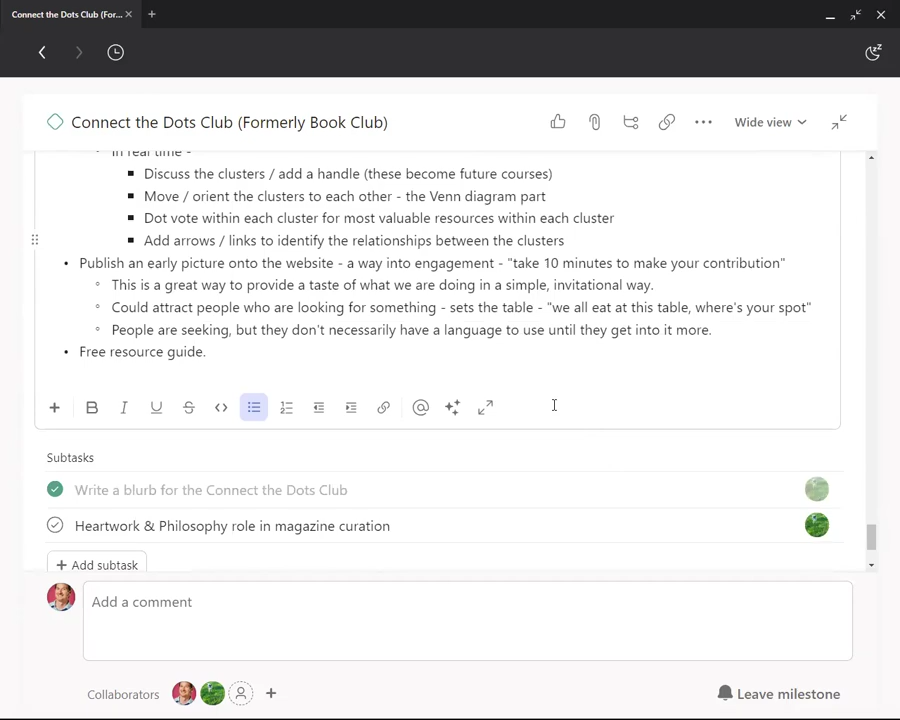 Connect the Dots Club (For...
Connect the Dots Club (Formerly Book Club)
Wide view
In real time -
Discuss the clusters / add a handle (these become future courses)
Move / orient the clusters to each other - the Venn diagram part
Dot vote within each cluster for most valuable resources within each cluster
Add arrows / links to identify the relationships between the clusters
Publish an early picture onto the website - a way into engagement - "take 10 minutes to make your contribution"
This is a great way to provide a taste of what we are doing in a simple, invitational way.
Could attract people who are looking for something - sets the table - "we all eat at this table, where's your spot"
People are seeking, but they don't necessarily have a language to use until they get into it more.
Free resource guide.
Subtasks
Write a blurb for the Connect the Dots Club
Heartwork & Philosophy role in magazine curation
Add subtask
Add a comment
Collaborators
Leave milestone